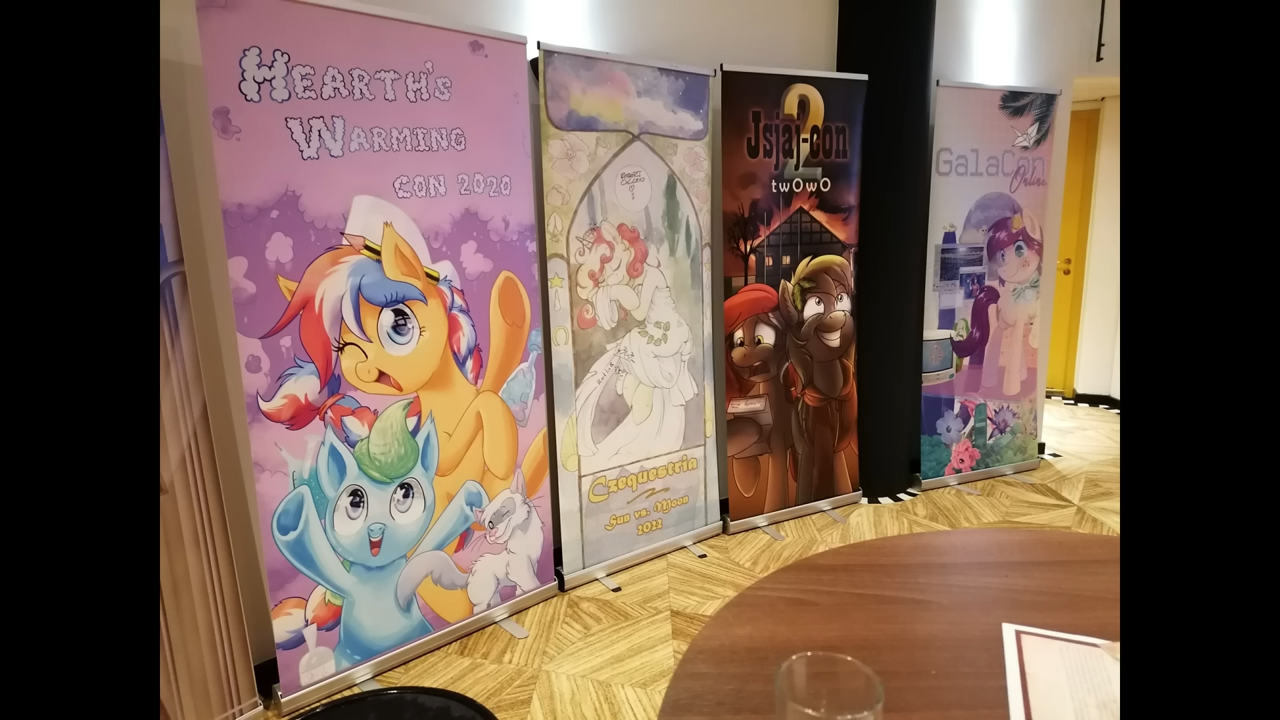 HEARTH'S
WARMING
CON 2020
Czequestria
Sun vs. Moon
2022
2
Jsjaj-con
twOwO
GalaCon
Online